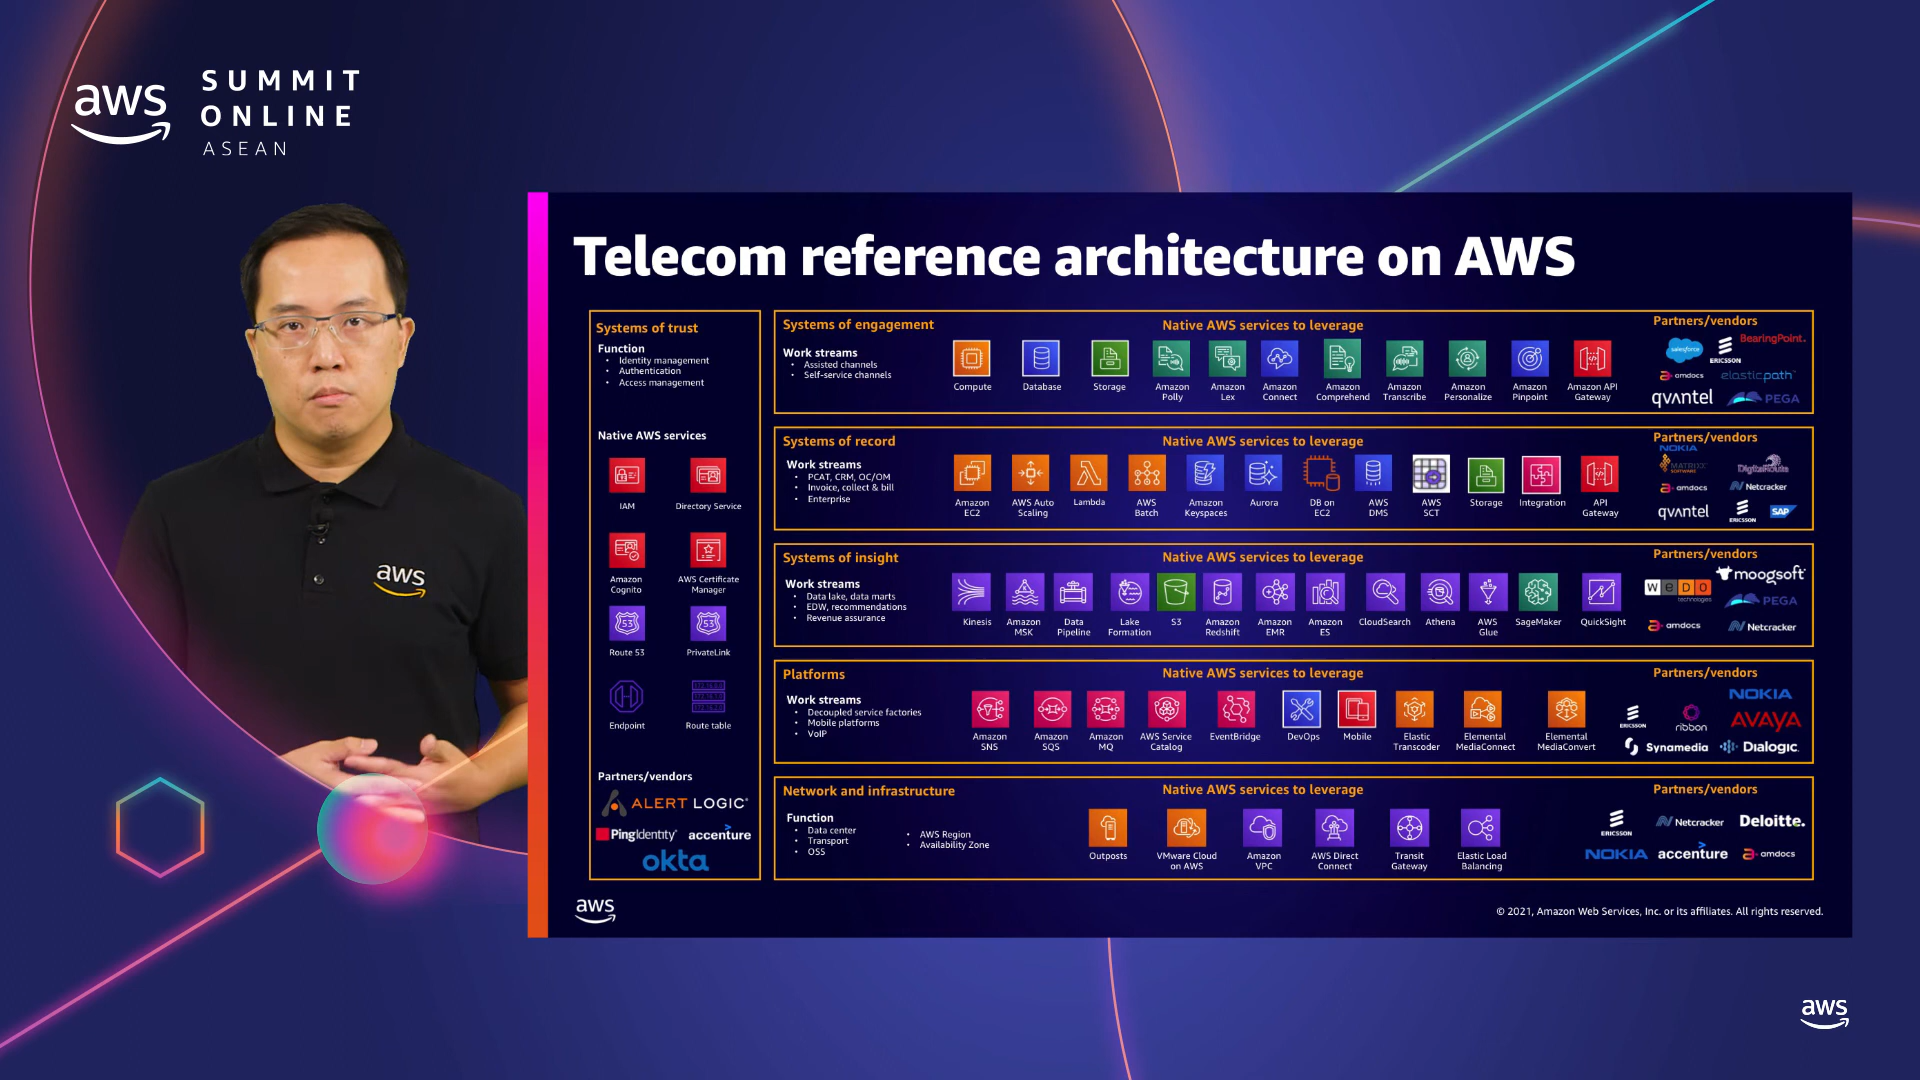 aws
SUMMIT
ONLINE
ASEAN
aws
Telecom reference architecture on AWS
Systems of trust
Function
• Identity management
• Authentication
• Access management
Native AWS services
IAM
Directory Service
Amazon
Cognito
AWS Certificate
Manager
53
Route 53
53
PrivateLink
Endpoint
Route table
Partners/vendors
ALERT LOGIC
PingIdentity
accenture
okta
Systems of engagement
Native AWS services to leverage
Partners/vendors
Work streams
• Assisted channels
• Self-service channels
Compute
Database
Storage
Amazon
Polly
Amazon
Lex
Amazon
Connect
Amazon
Comprehend
Amazon
Transcribe
Amazon
Personalize
Amazon
Pinpoint
Amazon API
Gateway
salesforce
ERICSSON
BearingPoint.
amdocs
elasticpath
qvantel
PEGA
Systems of record
Native AWS services to leverage
Partners/vendors
Work streams
• PCAT, CRM, OC/OM
• Invoice, collect & bill
• Enterprise
Amazon
EC2
AWS Auto
Scaling
Lambda
AWS
Batch
Amazon
Keyspaces
Aurora
DB on
EC2
AWS
DMS
AWS
SCT
Storage
Integration
API
Gateway
NOKIA
MATRIXX
SOFTWARE
DigitalRoute
amdocs
Netcracker
qvantel
ERICSSON
SAP
Systems of insight
Native AWS services to leverage
Partners/vendors
Work streams
• Data lake, data marts
• EDW, recommendations
• Revenue assurance
Kinesis
Amazon
MSK
Data
Pipeline
Lake
Formation
S3
Amazon
Redshift
Amazon
EMR
Amazon
ES
CloudSearch
Athena
AWS
Glue
SageMaker
QuickSight
moogsoft
WeDO
technologies
PEGA
amdocs
Netcracker
Platforms
Native AWS services to leverage
Partners/vendors
Work streams
• Decoupled service factories
• Mobile platforms
• VoIP
Amazon
SNS
Amazon
SQS
Amazon
MQ
AWS Service
Catalog
EventBridge
DevOps
Mobile
Elastic
Transcoder
Elemental
MediaConnect
Elemental
MediaConvert
NOKIA
ERICSSON
ribbon
AVAYA
Synamedia
Dialogic.
Network and infrastructure
Native AWS services to leverage
Partners/vendors
Function
• Data center
• Transport
• OSS
• AWS Region
• Availability Zone
Outposts
VMware Cloud
on AWS
Amazon
VPC
AWS Direct
Connect
Transit
Gateway
Elastic Load
Balancing
ERICSSON
Netcracker
Deloitte.
NOKIA
accenture
amdocs
aws
© 2021, Amazon Web Services, Inc. or its affiliates. All rights reserved.
aws